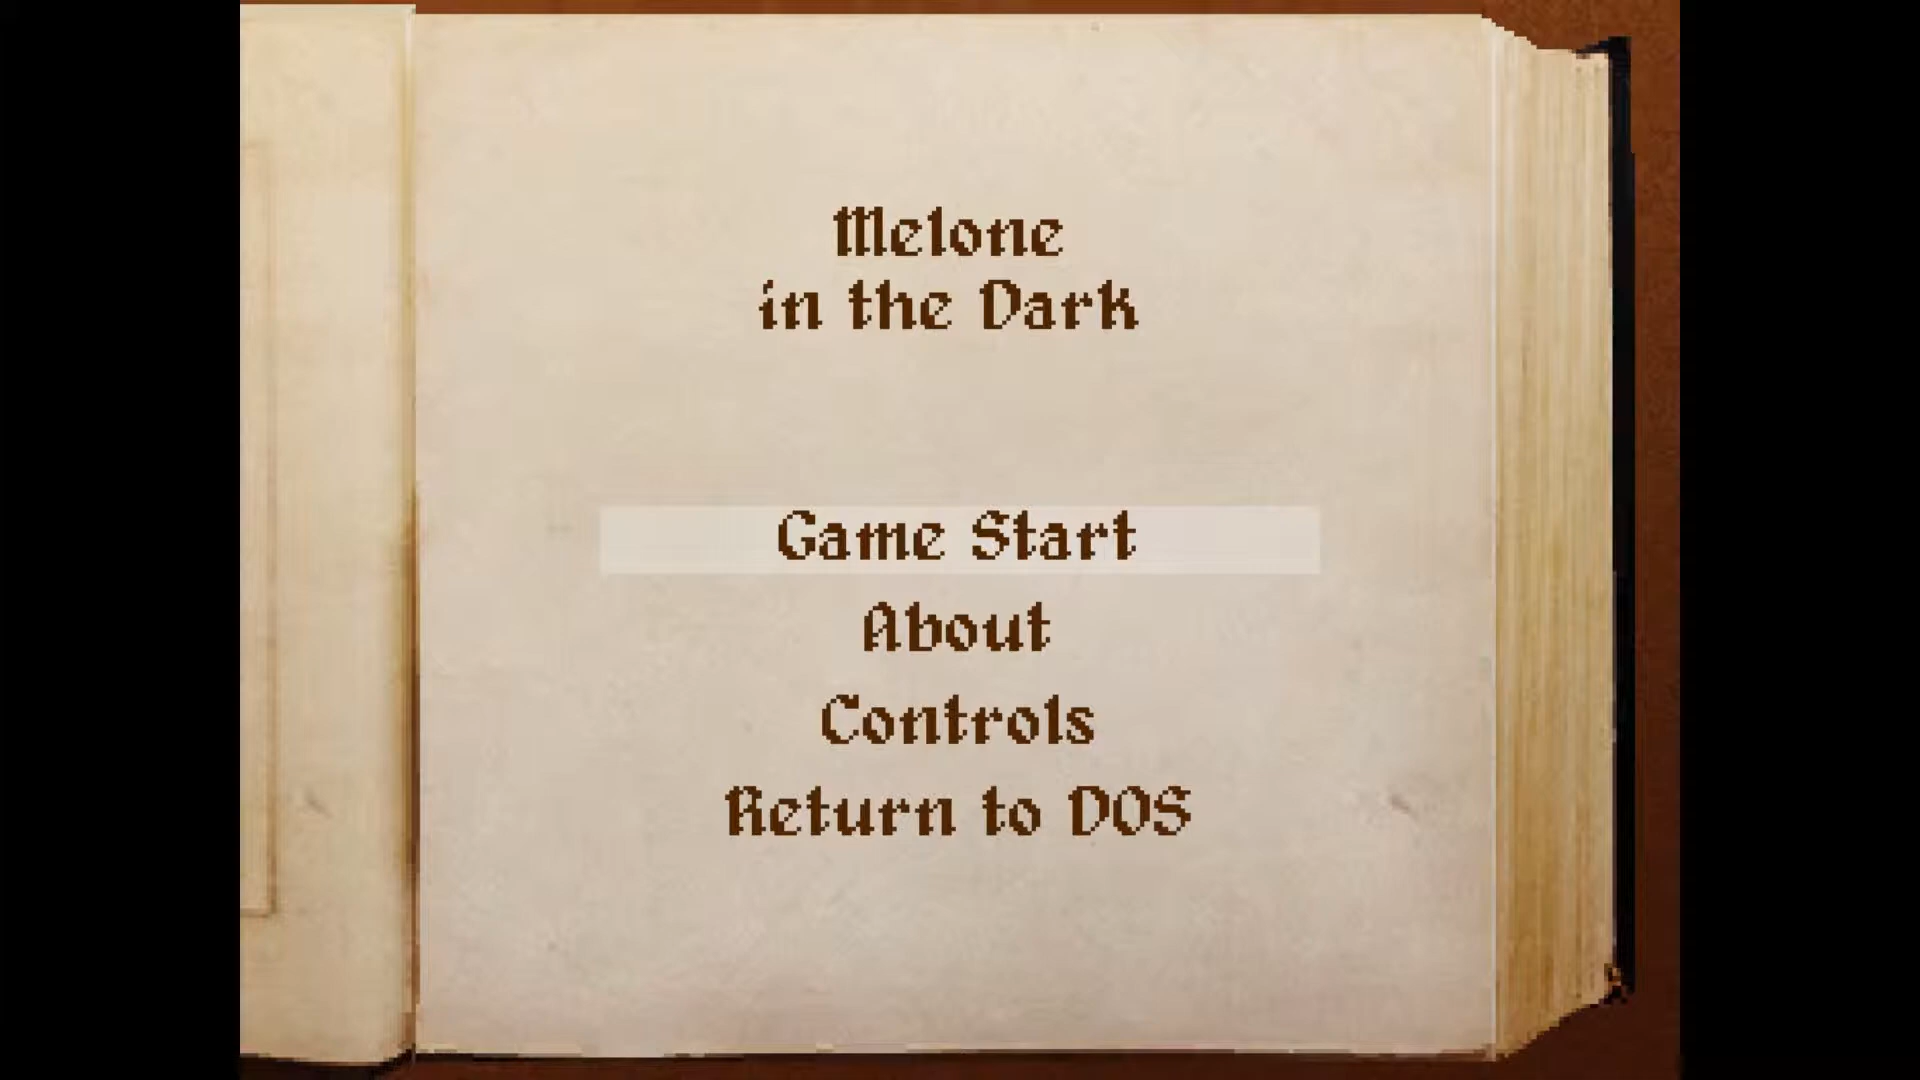 Melone
in the Dark
Game Start
About
Controls
Return to DOS